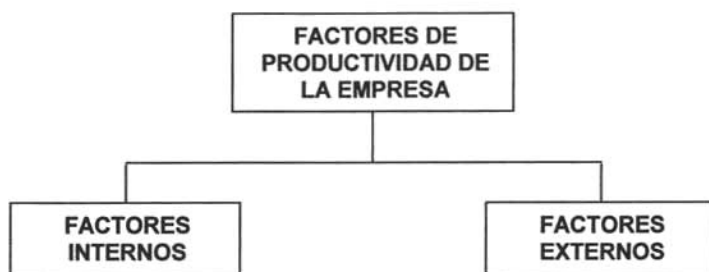 FACTORES DE
PRODUCTIVIDAD DE
LA EMPRESA
FACTORES
INTERNOS
FACTORES
EXTERNOS